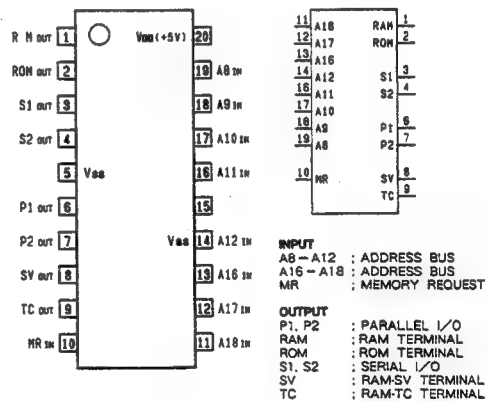 R M OUT 1
ROM OUT 2
S1 OUT 3
S2 OUT 4
5 Vss
P1 OUT 6
P2 OUT 7
SV OUT 8
TC OUT 9
MR IN 10
VDD(+5V) 20
19 A8 IN
18 A9 IN
17 A10 IN
16 A11 IN
15
Vss 14 A12 IN
13 A16 IN
12 A17 IN
11 A18 IN
11 A18 RAM 1
12 A17 ROM 2
13 A16
14 A12 S1 3
16 A11 S2 4
17 A10
18 A9 P1 6
19 A8 P2 7
10 MR SV 8
TC 9
INPUT
A8-A12 ; ADDRESS BUS
A16-A18 ; ADDRESS BUS
MR ; MEMORY REQUEST
OUTPUT
P1, P2 ; PARALLEL I/O
RAM ; RAM TERMINAL
ROM ; ROM TERMINAL
S1, S2 ; SERIAL I/O
SV ; RAM-SV TERMINAL
TC ; RAM-TC TERMINAL